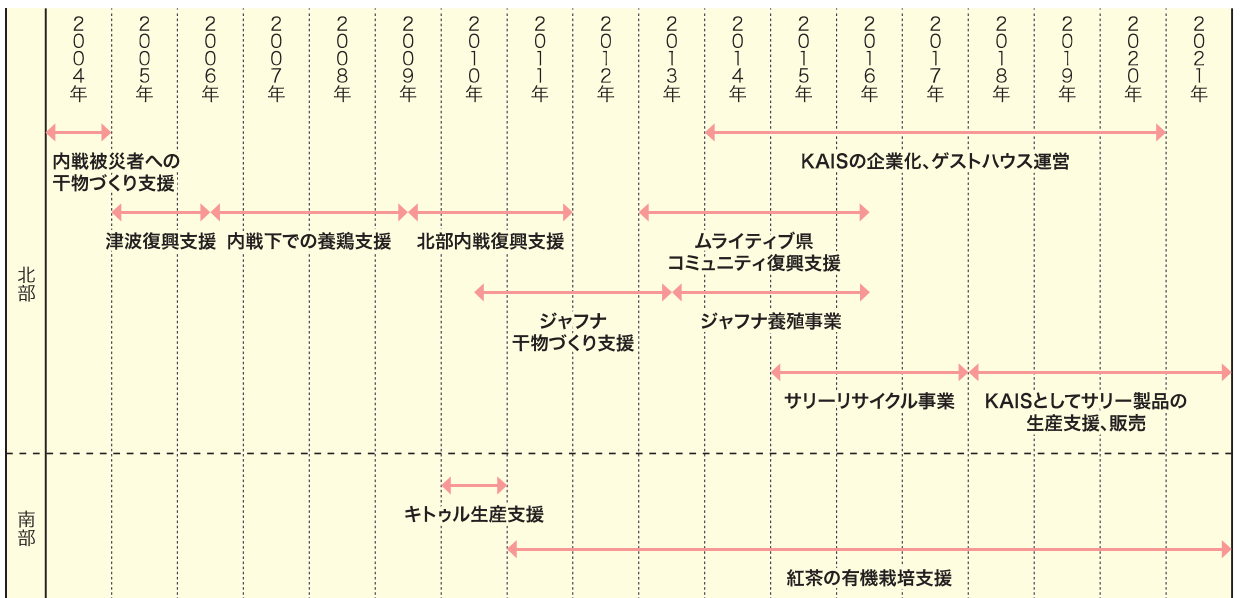 2004年
2005年
2006年
2007年
2008年
2009年
2010年
2011年
2012年
2013年
2014年
2015年
2016年
2017年
2018年
2019年
2020年
2021年
北部
内戦被災者への
干物づくり支援
KAISの企業化、ゲストハウス運営
津波復興支援
内戦下での養鶏支援
北部内戦復興支援
ムライティブ県
コミュニティ復興支援
ジャフナ
干物づくり支援
ジャフナ養殖事業
サリーリサイクル事業
KAISとしてサリー製品の
生産支援、販売
南部
キトゥル生産支援
紅茶の有機栽培支援